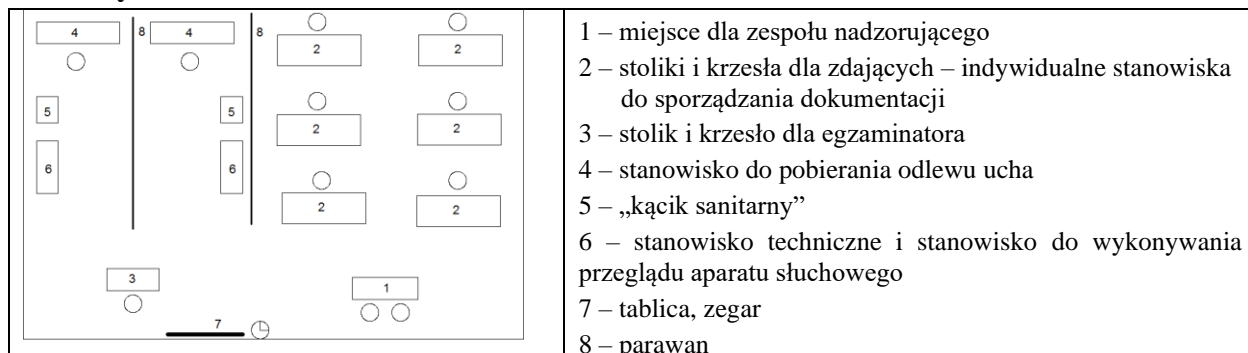 4
8
4
8
2
2
5
5
2
2
6
6
2
2
3
1
7
1 – miejsce dla zespołu nadzorującego
2 – stoliki i krzesła dla zdających – indywidualne stanowiska
do sporządzania dokumentacji
3 – stolik i krzesło dla egzaminatora
4 – stanowisko do pobierania odlewu ucha
5 – „kącik sanitarny”
6 – stanowisko techniczne i stanowisko do wykonywania
przeglądu aparatu słuchowego
7 – tablica, zegar
8 – parawan